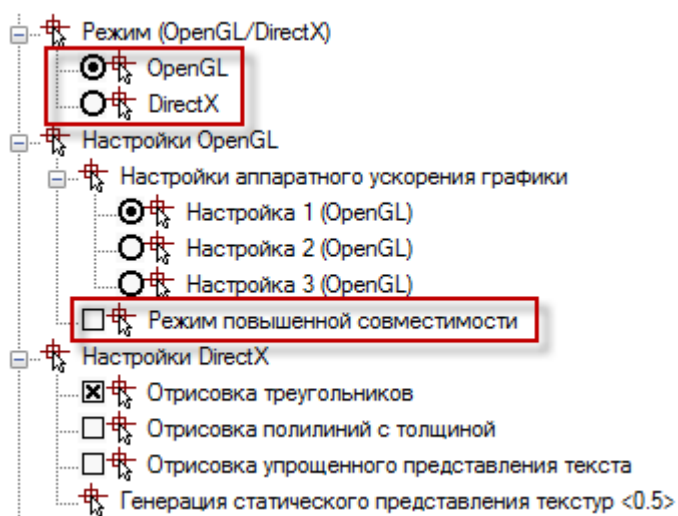 Режим (OpenGL/DirectX)
OpenGL
DirectX
Настройки OpenGL
Настройки аппаратного ускорения графики
Настройка 1 (OpenGL)
Настройка 2 (OpenGL)
Настройка 3 (OpenGL)
Режим повышенной совместимости
Настройки DirectX
Отрисовка треугольников
Отрисовка полилиний с толщиной
Отрисовка упрощенного представления текста
Генерация статического представления текстур <0.5>